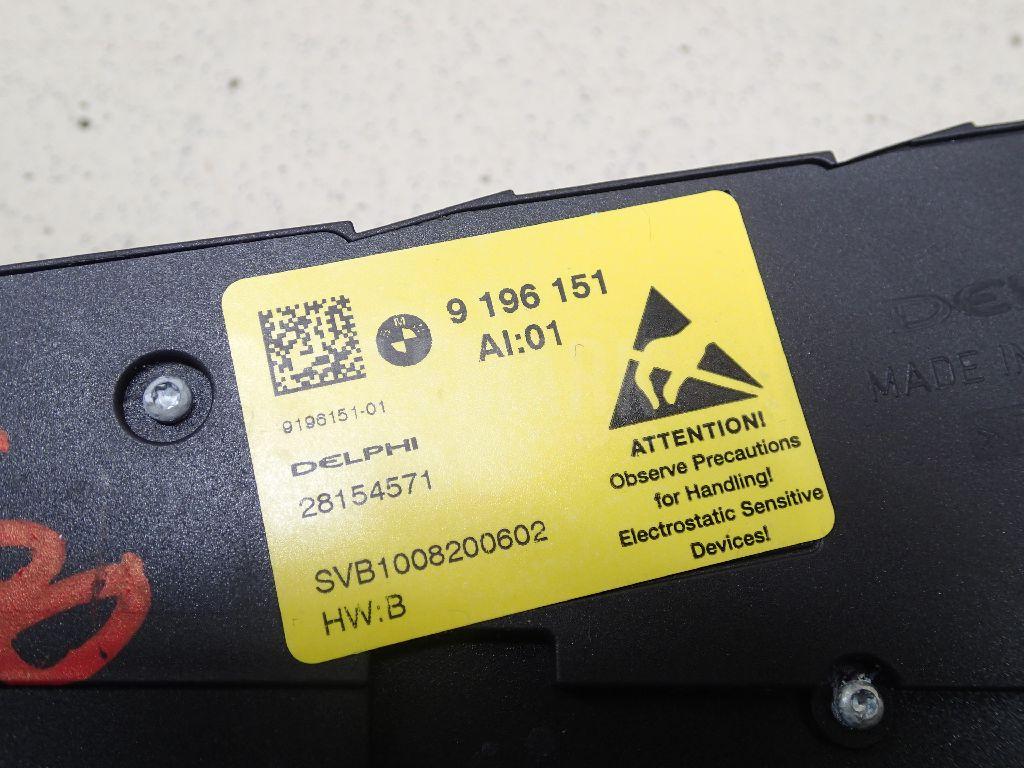 9 196 151
AI:01
9196151-01
DELPHI
28154571
SVB1008200602
HW:B
ATTENTION!
Observe Precautions
for Handling!
Electrostatic Sensitive
Devices!
MADE IN